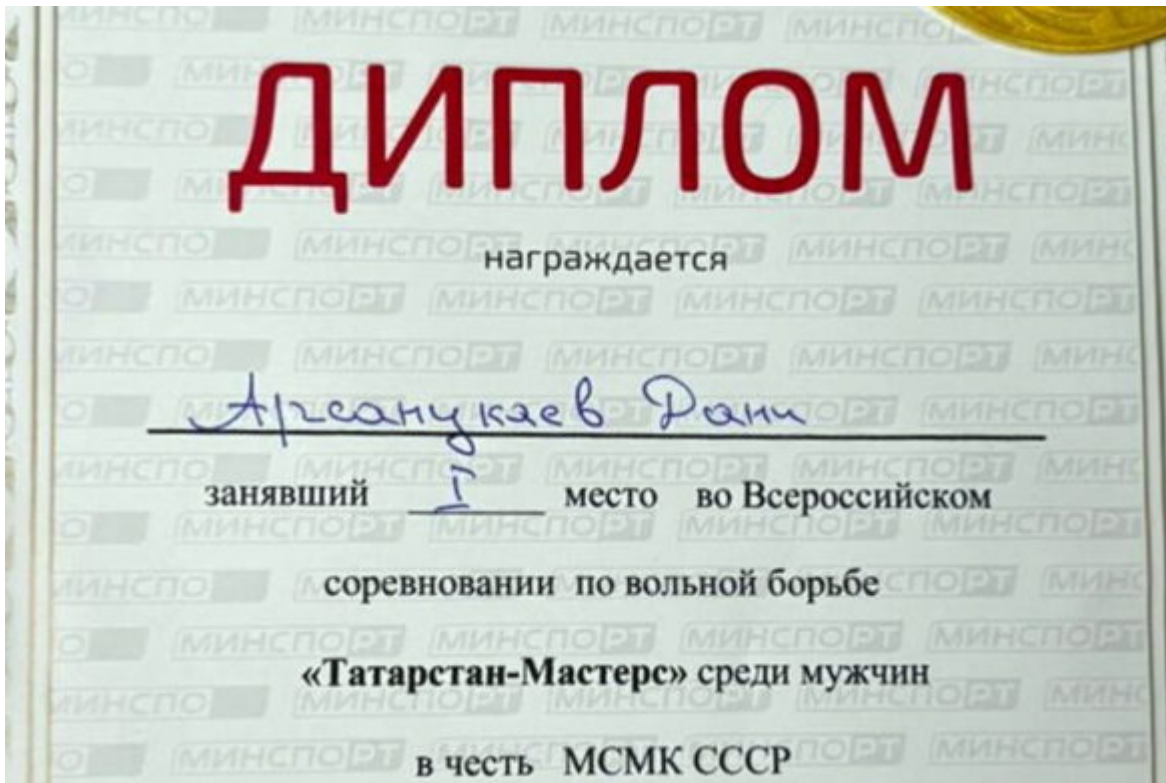 ДИПЛОМ
награждается
Арсанукаев Дани
занявший I место во Всероссийском
соревновании по вольной борьбе
«Татарстан-Мастерс» среди мужчин
в честь МСМК СССР